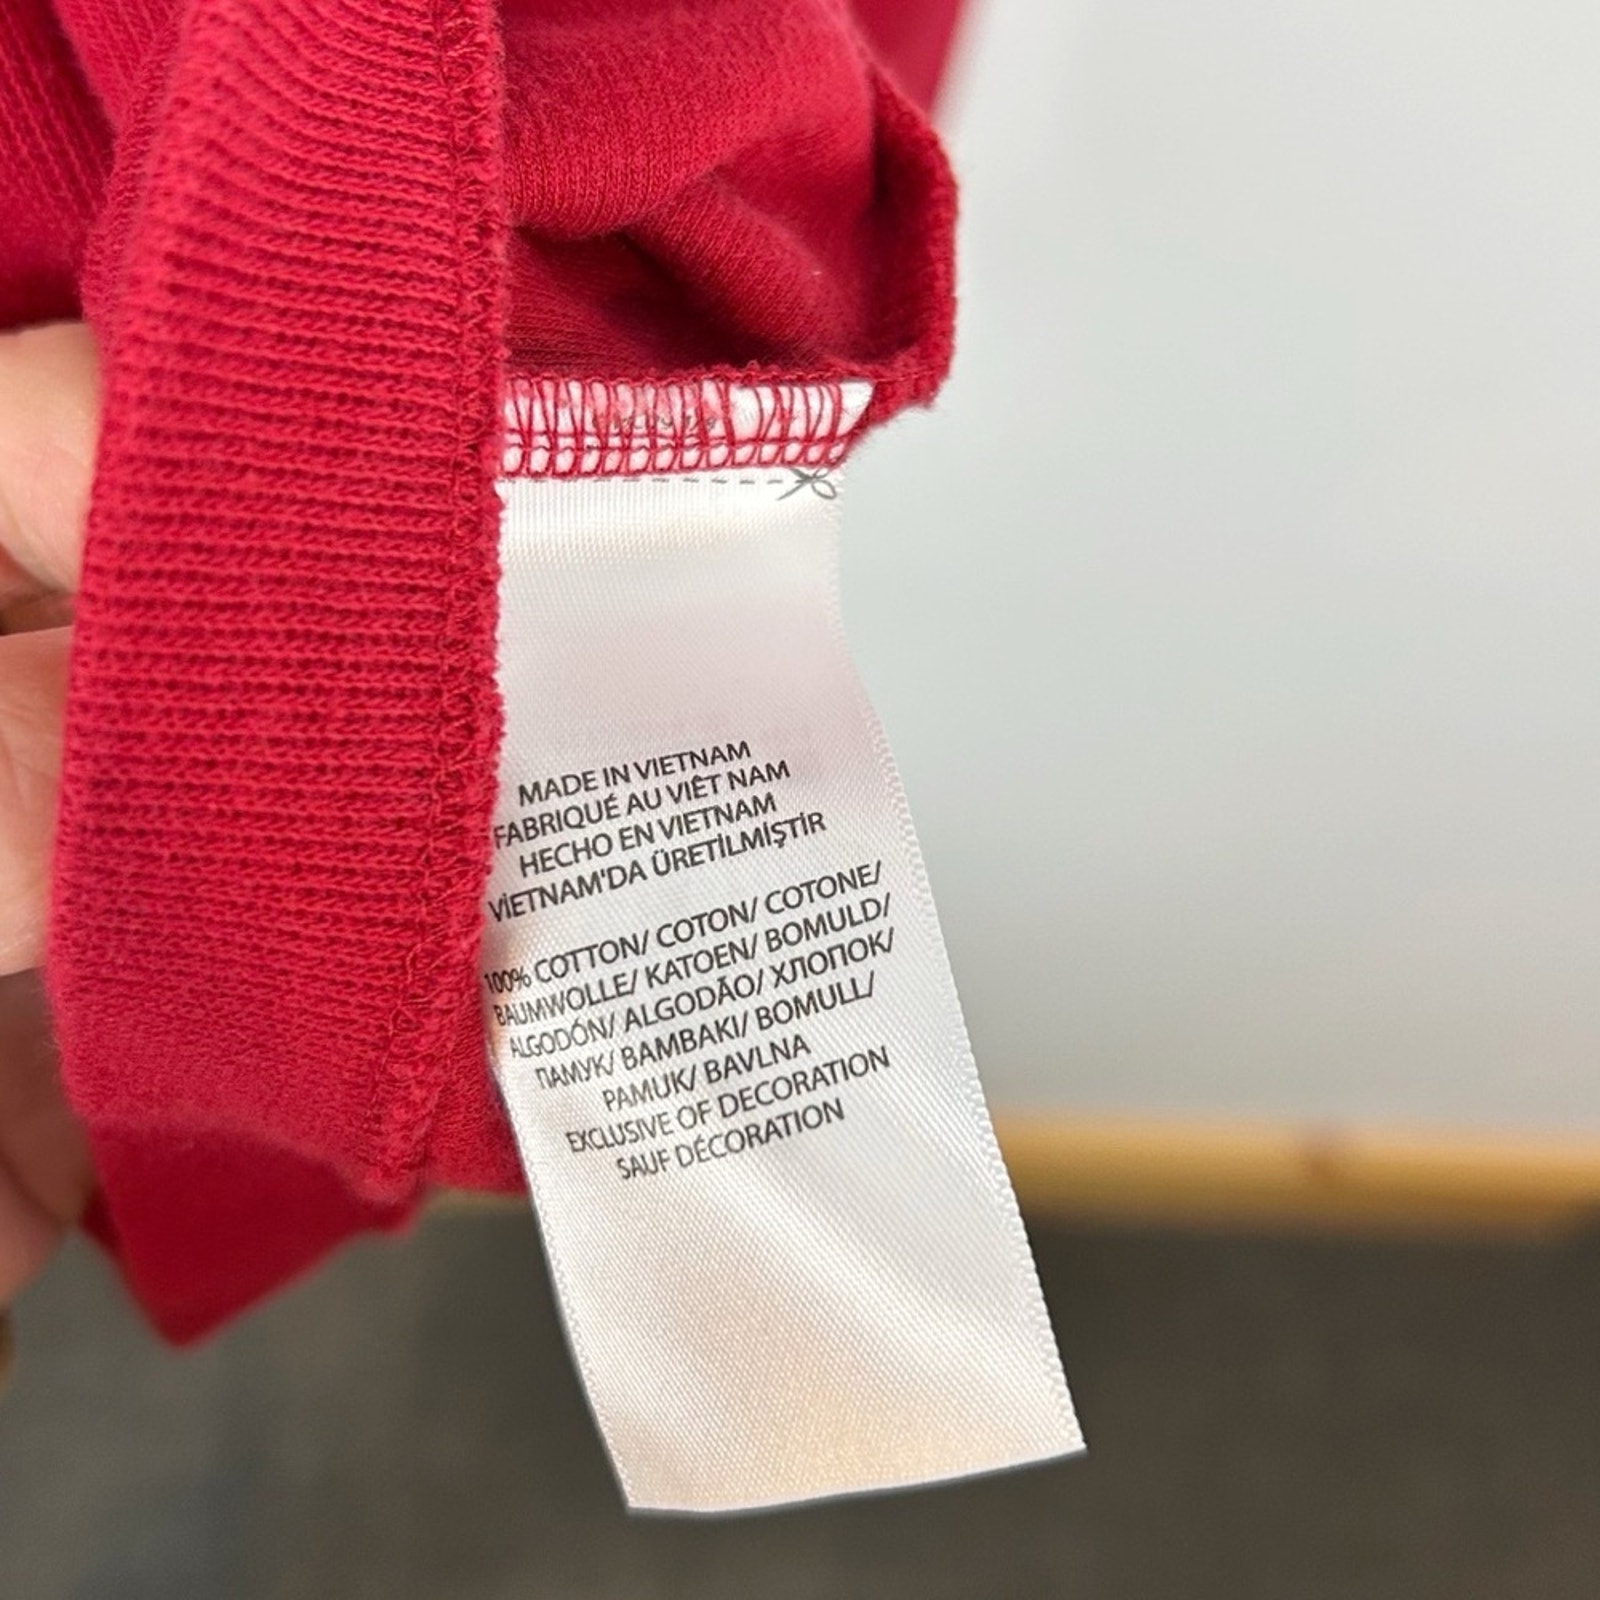 MADE IN VIETNAM
FABRIQUÉ AU VIÊT NAM
HECHO EN VIETNAM
VİETNAM'DA ÜRETİLMİŞTİR
100% COTTON/ COTON/ COTONE/
BAUMWOLLE/ KATOEN/ BOMULD/
ALGODÓN/ ALGODÃO/ ХЛОПОК/
ПАМУК/ BAMBAKI/ BOMULL/
PAMUK/ BAVLNA
EXCLUSIVE OF DECORATION
SAUF DÉCORATION